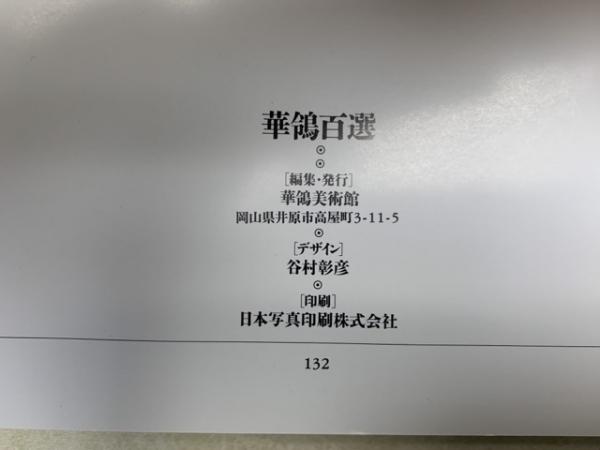 華鴒百選
[編集・発行]
華鴒美術館
岡山県井原市高屋町3-11-5
[デザイン]
谷村彰彦
[印刷]
日本写真印刷株式会社
132